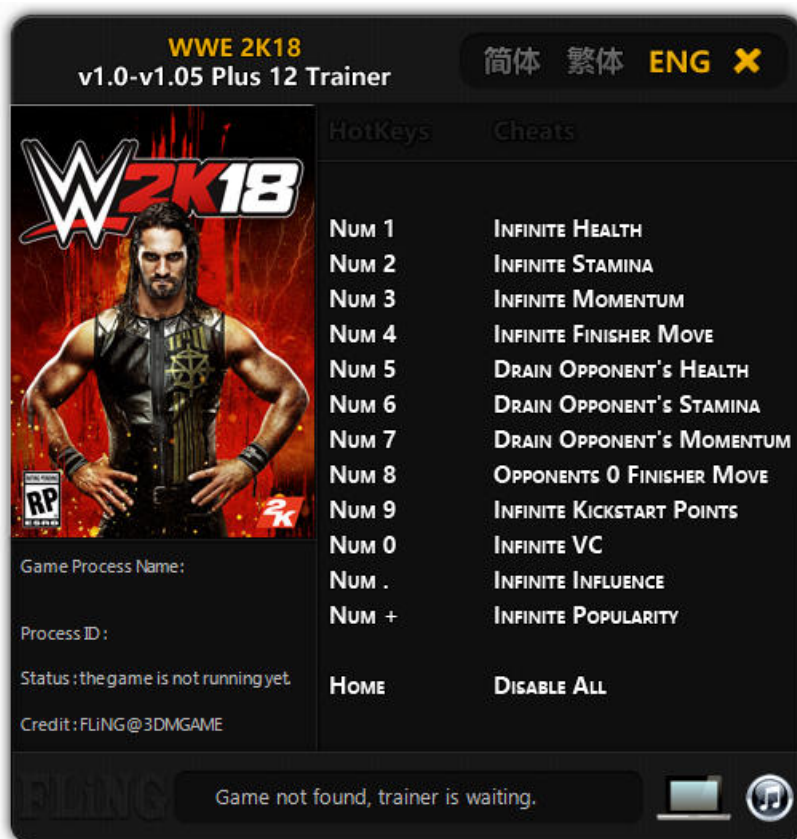 WWE 2K18
v1.0-v1.05 Plus 12 Trainer
简体 繁体 ENG
HotKeys Cheats
W 2K18
Num 1 Infinite Health
Num 2 Infinite Stamina
Num 3 Infinite Momentum
Num 4 Infinite Finisher Move
Num 5 Drain Opponent's Health
Num 6 Drain Opponent's Stamina
Num 7 Drain Opponent's Momentum
Num 8 Opponents 0 Finisher Move
Num 9 Infinite Kickstart Points
Num 0 Infinite VC
Num . Infinite Influence
Num + Infinite Popularity
Home Disable All
RATING PENDING
RP
ESRB
2K
Game Process Name:
Process ID :
Status : the game is not running yet.
Credit : FLiNG@3DMGAME
FLiNG
Game not found, trainer is waiting.